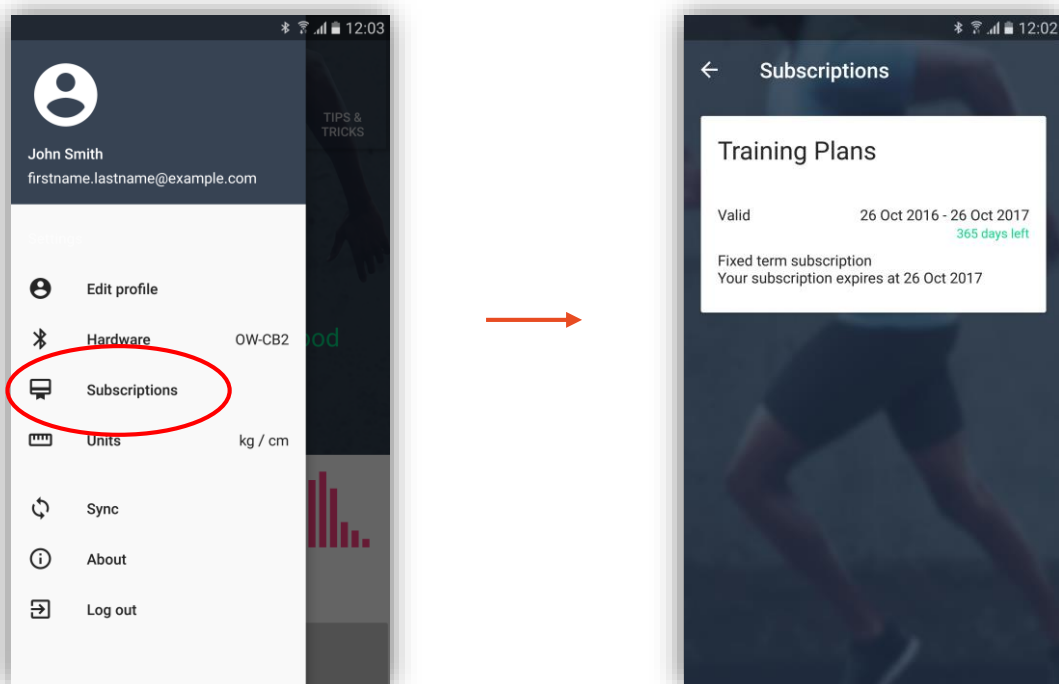 12:03
TIPS &
TRICKS
John Smith
firstname.lastname@example.com
Edit profile
Hardware OW-CB2
ood
Subscriptions
Units kg / cm
Sync
About
Log out
12:02
Subscriptions
Training Plans
Valid 26 Oct 2016 - 26 Oct 2017
365 days left
Fixed term subscription
Your subscription expires at 26 Oct 2017